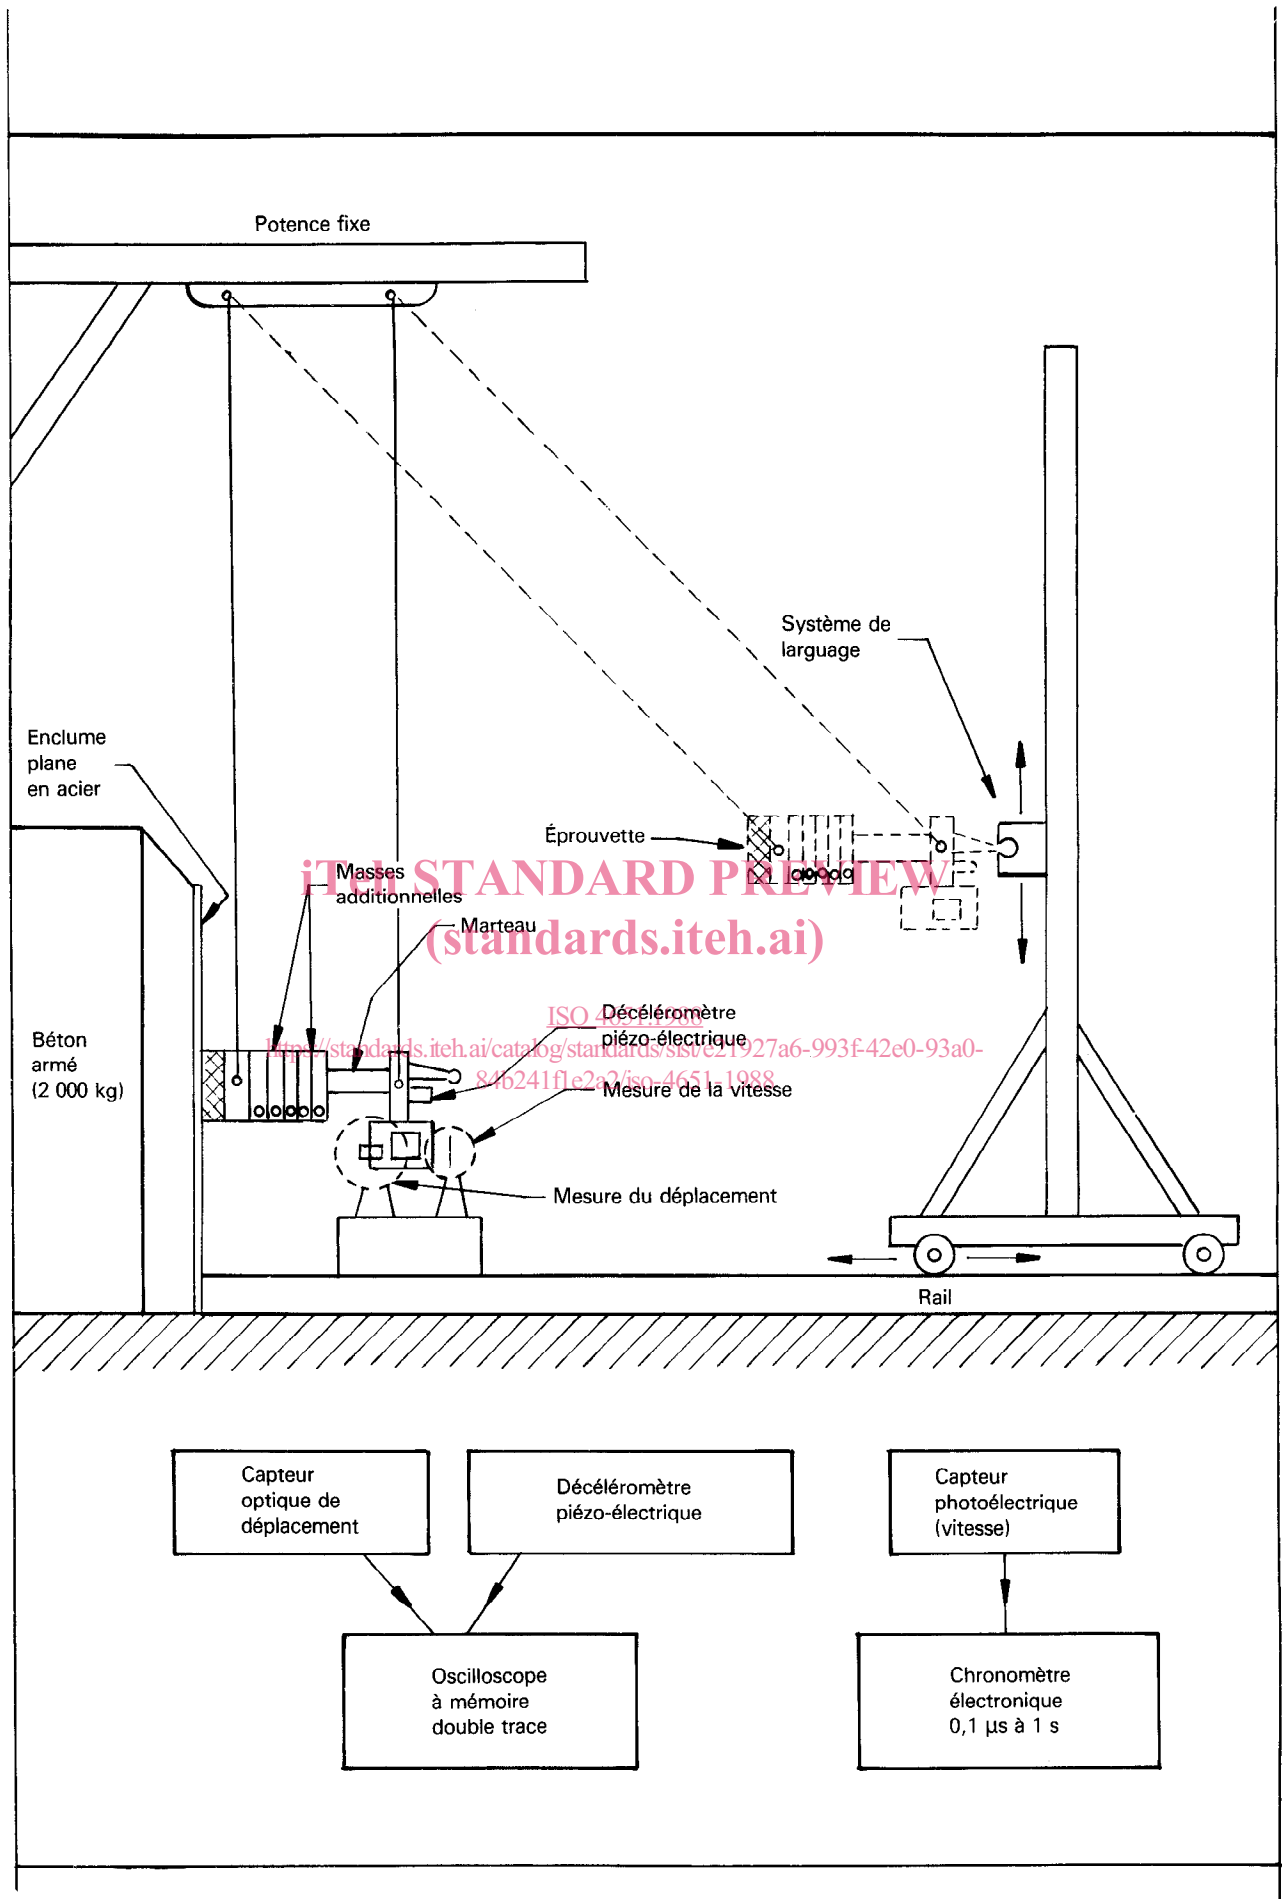 Potence fixe
Système de
larguage
Enclume
plane
en acier
Éprouvette
iTeh STANDARD PREVIEW
Masses
additionnelles
(standards.iteh.ai)
Marteau
ISO 4651:1988
Décéléromètre
piézo-électrique
https://standards.iteh.ai/catalog/standards/sist/e21927a6-993f-42e0-93a0-
84b241f1e2a2/iso-4651-1988
Béton
armé
(2 000 kg)
Mesure de la vitesse
Mesure du déplacement
Rail
Capteur
optique de
déplacement
Décéléromètre
piézo-électrique
Capteur
photoélectrique
(vitesse)
Oscilloscope
à mémoire
double trace
Chronomètre
électronique
0,1 µs à 1 s